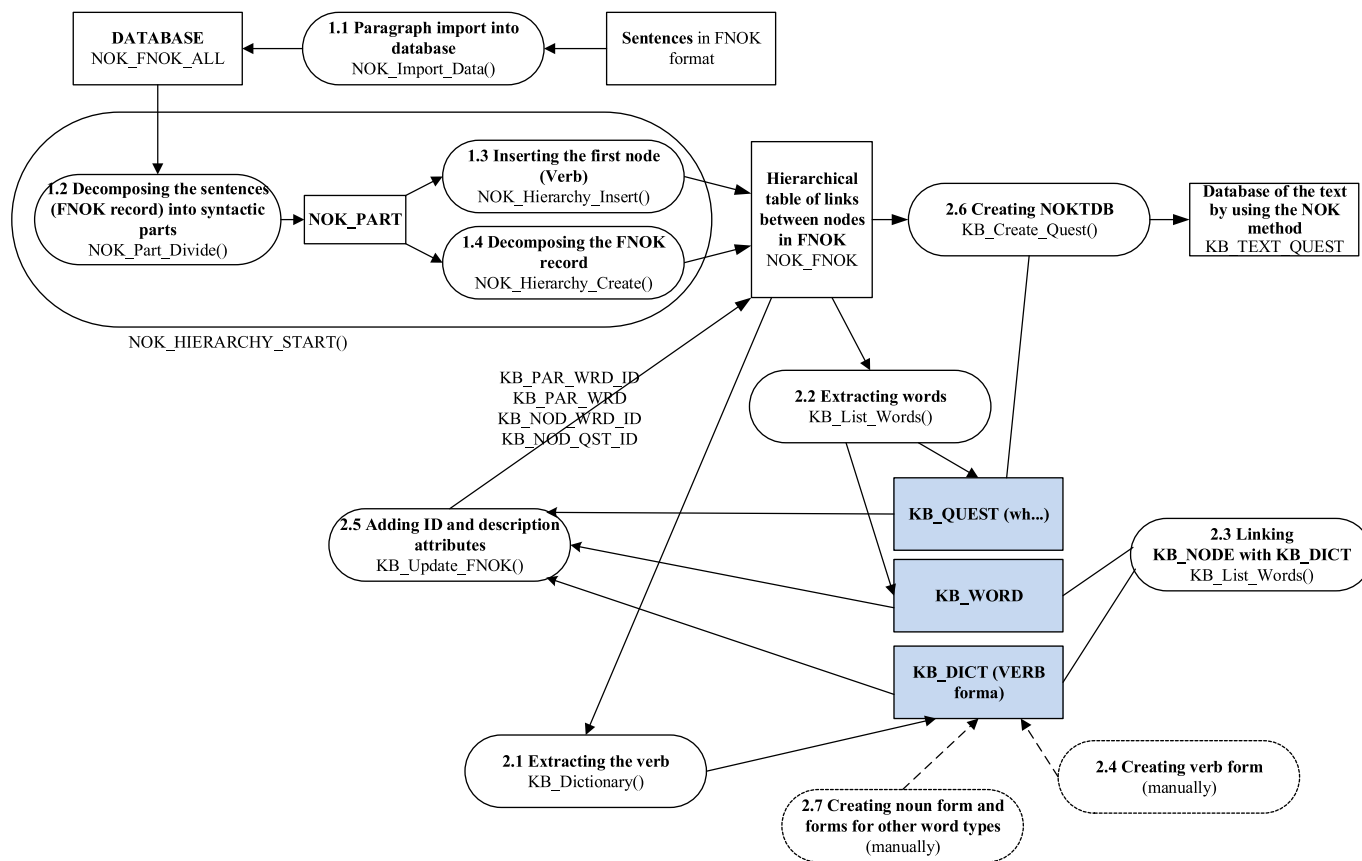 DATABASE
NOK_FNOK_ALL
1.1 Paragraph import into
database
NOK_Import_Data()
Sentences in FNOK
format
1.2 Decomposing the sentences
(FNOK record) into syntactic
parts
NOK_Part_Divide()
NOK_PART
1.3 Inserting the first node
(Verb)
NOK_Hierarchy_Insert()
1.4 Decomposing the FNOK
record
NOK_Hierarchy_Create()
NOK_HIERARCHY_START()
Hierarchical
table of links
between nodes
in FNOK
NOK_FNOK
2.6 Creating NOKTDB
KB_Create_Quest()
Database of the text
by using the NOK
method
KB_TEXT_QUEST
KB_PAR_WRD_ID
KB_PAR_WRD
KB_NOD_WRD_ID
KB_NOD_QST_ID
2.2 Extracting words
KB_List_Words()
2.5 Adding ID and description
attributes
KB_Update_FNOK()
KB_QUEST (wh...)
KB_WORD
KB_DICT (VERB
forma)
2.3 Linking
KB_NODE with KB_DICT
KB_List_Words()
2.1 Extracting the verb
KB_Dictionary()
2.7 Creating noun form and
forms for other word types
(manually)
2.4 Creating verb form
(manually)